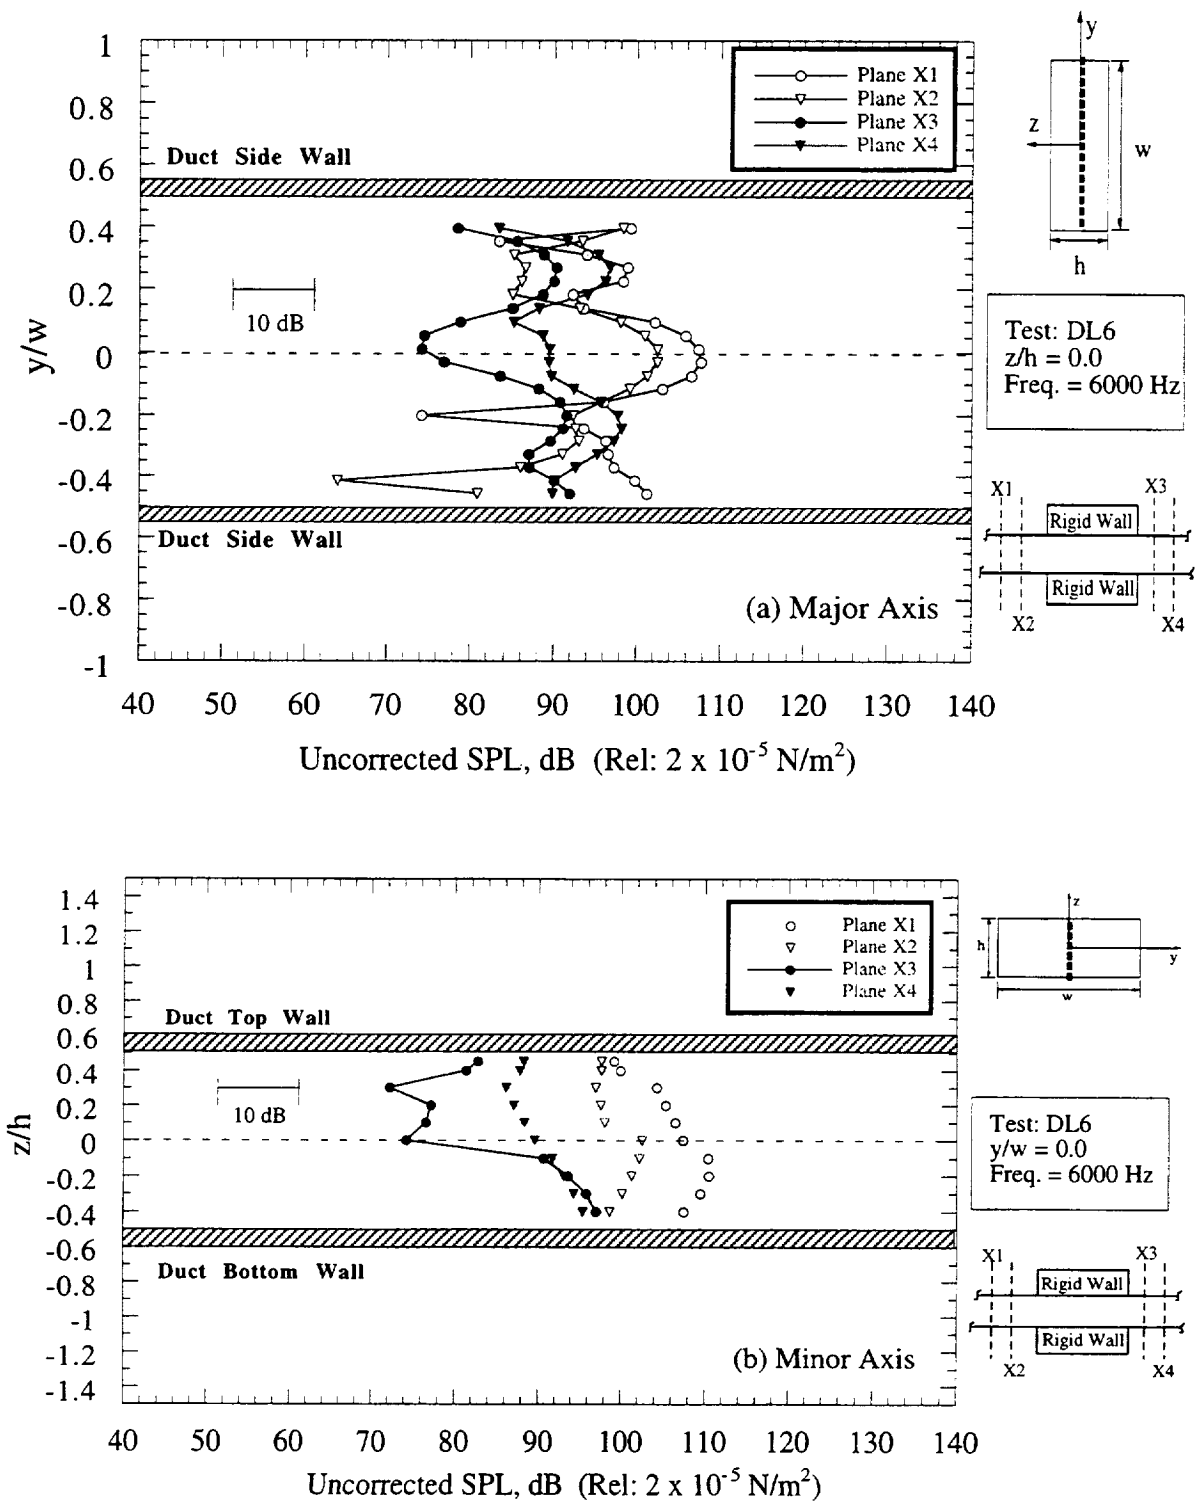 1
0.8
0.6
0.4
0.2
0
-0.2
-0.4
-0.6
-0.8
-1
y/w
Plane X1
Plane X2
Plane X3
Plane X4
Duct Side Wall
10 dB
Duct Side Wall
(a) Major Axis
40 50 60 70 80 90 100 110 120 130 140
Uncorrected SPL, dB (Rel: 2 x 10⁻⁵ N/m²)
y
z
w
h
Test: DL6
z/h = 0.0
Freq. = 6000 Hz
X1 X3
Rigid Wall
Rigid Wall
X2 X4
1.4
1.2
1
0.8
0.6
0.4
0.2
0
-0.2
-0.4
-0.6
-0.8
-1
-1.2
-1.4
z/h
Plane X1
Plane X2
Plane X3
Plane X4
Duct Top Wall
10 dB
Duct Bottom Wall
(b) Minor Axis
40 50 60 70 80 90 100 110 120 130 140
Uncorrected SPL, dB (Rel: 2 x 10⁻⁵ N/m²)
z
h
y
w
Test: DL6
y/w = 0.0
Freq. = 6000 Hz
X1 X3
Rigid Wall
Rigid Wall
X2 X4